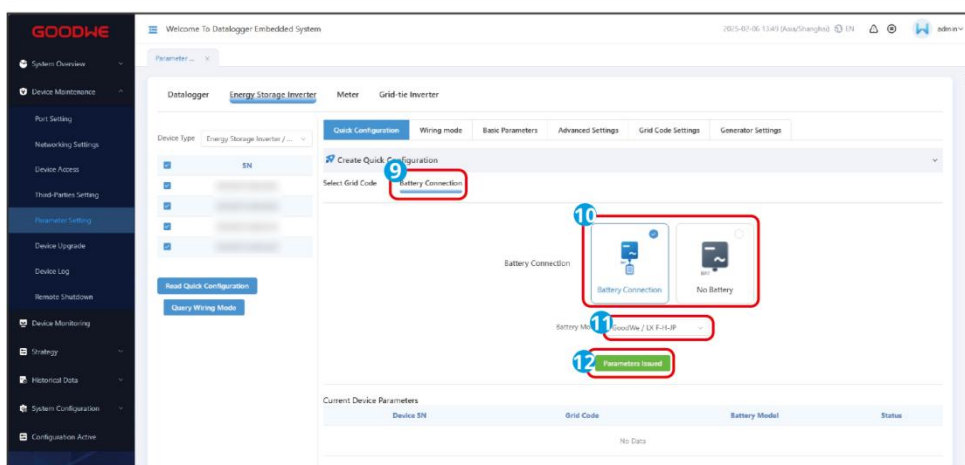 GOODWE
Welcome To Datalogger Embedded System
2025-02-06 13:49 (Asia/Shanghai) EN
admin
Parameter ...
System Overview
Device Maintenance
Port Setting
Networking Settings
Device Access
Third-Parties Setting
Parameter Setting
Device Upgrade
Device Log
Remote Shutdown
Device Monitoring
Strategy
Historical Data
System Configuration
Configuration Active
Datalogger Energy Storage Inverter Meter Grid-tie Inverter
Device Type Energy Storage Inverter / ...
SN
Read Quick Configuration
Query Wiring Mode
Quick Configuration Wiring mode Basic Parameters Advanced Settings Grid Code Settings Generator Settings
Create Quick Configuration
9
Select Grid Code Battery Connection
10
Battery Connection
Battery Connection
No Battery
11
Battery GoodWe / LX F-H-JP
12
Parameters Issued
Current Device Parameters
Device SN Grid Code Battery Model Status
No Data